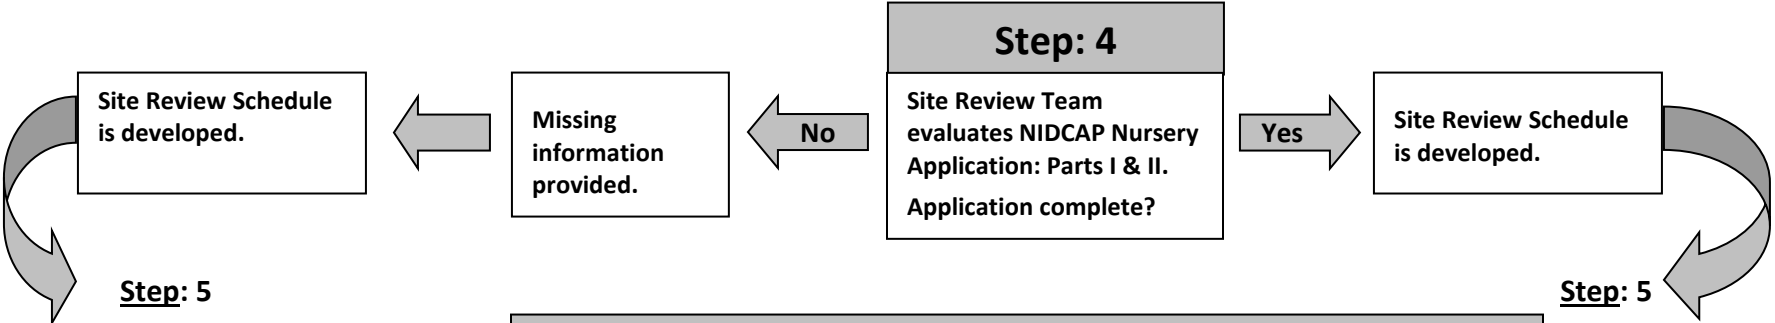 Step: 4
Site Review Schedule
is developed.
Missing
information
provided.
No
Site Review Team
evaluates NIDCAP Nursery
Application: Parts I & II.
Application complete?
Yes
Site Review Schedule
is developed.
Step: 5
Step: 5